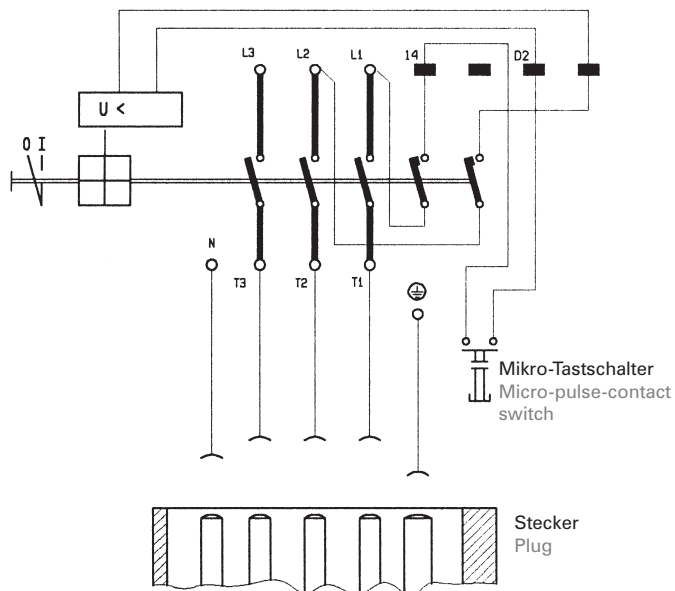 L3 L2 L1 14 D2
U <
0 I
N
T3 T2 T1
Mikro-Tastschalter
Micro-pulse-contact
switch
Stecker
Plug